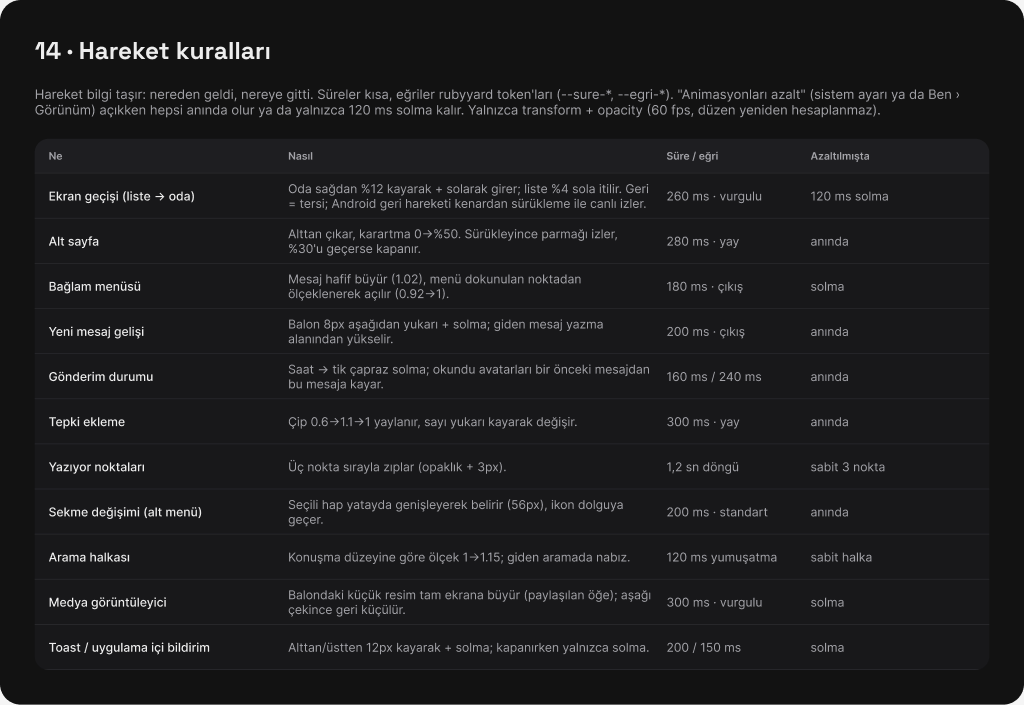 14 · Hareket kuralları
Hareket bilgi taşır: nereden geldi, nereye gitti. Süreler kısa, eğriler rubyyard token'ları (--sure-*, --egri-*). "Animasyonları azalt" (sistem ayarı ya da Ben ›
Görünüm) açıkken hepsi anında olur ya da yalnızca 120 ms solma kalır. Yalnızca transform + opacity (60 fps, düzen yeniden hesaplanmaz).
Ne Nasıl Süre / eğri Azaltılmışta
Ekran geçişi (liste → oda) Oda sağdan %12 kayarak + solarak girer; liste %4 sola itilir. Geri 260 ms · vurgulu 120 ms solma
= tersi; Android geri hareketi kenardan sürükleme ile canlı izler.
Alt sayfa Alttan çıkar, karartma 0→%50. Sürükleyince parmağı izler, 280 ms · yay anında
%30'u geçerse kapanır.
Bağlam menüsü Mesaj hafif büyür (1.02), menü dokunulan noktadan 180 ms · çıkış solma
ölçeklenerek açılır (0.92→1).
Yeni mesaj gelişi Balon 8px aşağıdan yukarı + solma; giden mesaj yazma 200 ms · çıkış anında
alanından yükselir.
Gönderim durumu Saat → tik çapraz solma; okundu avatarları bir önceki mesajdan 160 ms / 240 ms anında
bu mesaja kayar.
Tepki ekleme Çip 0.6→1.1→1 yaylanır, sayı yukarı kayarak değişir. 300 ms · yay anında
Yazıyor noktaları Üç nokta sırayla zıplar (opaklık + 3px). 1,2 sn döngü sabit 3 nokta
Sekme değişimi (alt menü) Seçili hap yatayda genişleyerek belirir (56px), ikon dolguya 200 ms · standart anında
geçer.
Arama halkası Konuşma düzeyine göre ölçek 1→1.15; giden aramada nabız. 120 ms yumuşatma sabit halka
Medya görüntüleyici Balondaki küçük resim tam ekrana büyür (paylaşılan öğe); aşağı 300 ms · vurgulu solma
çekince geri küçülür.
Toast / uygulama içi bildirim Alttan/üstten 12px kayarak + solma; kapanırken yalnızca solma. 200 / 150 ms solma